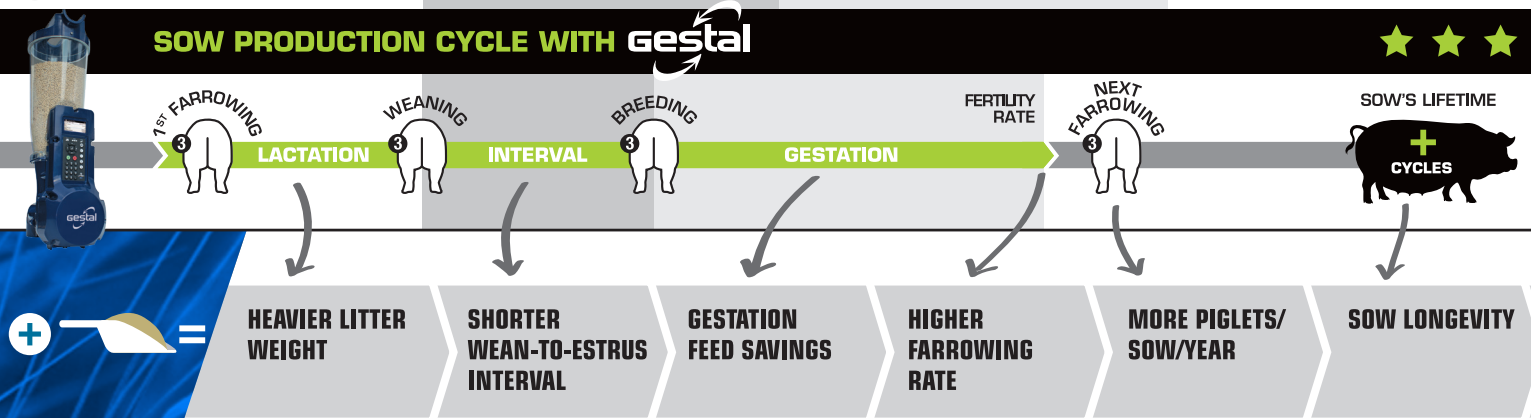 SOW PRODUCTION CYCLE WITH Gestal
1ST FARROWING
WEANING
BREEDING
FERTILITY
RATE
NEXT
FARROWING
SOW'S LIFETIME
3
LACTATION
3
INTERVAL
3
GESTATION
3
+
CYCLES
Gestal
+
=
HEAVIER LITTER
WEIGHT
SHORTER
WEAN-TO-ESTRUS
INTERVAL
GESTATION
FEED SAVINGS
HIGHER
FARROWING
RATE
MORE PIGLETS/
SOW/YEAR
SOW LONGEVITY